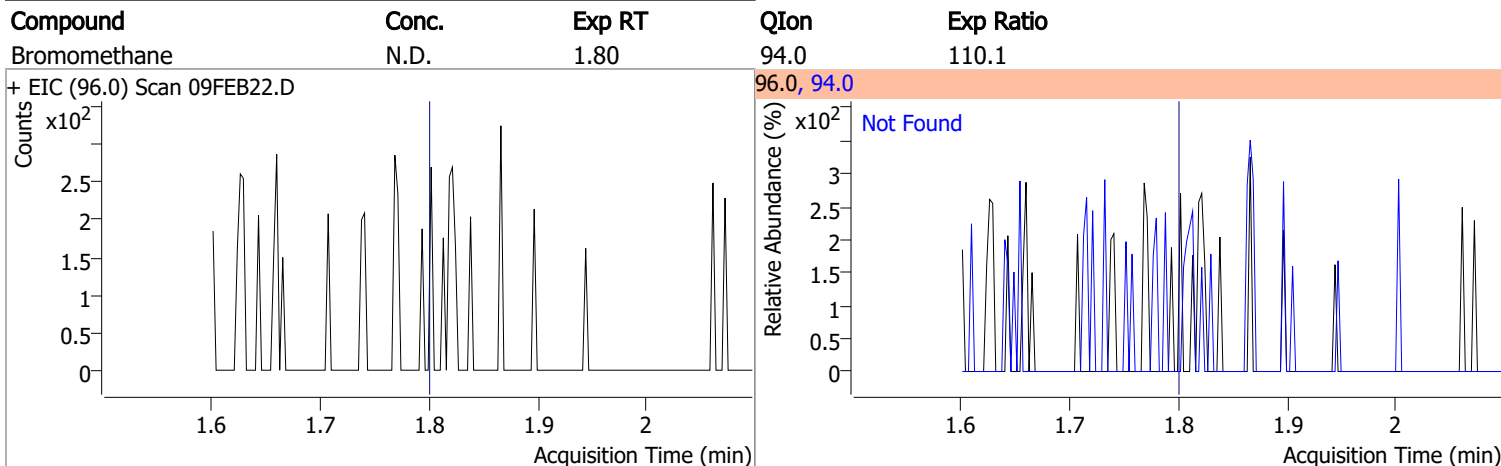 Compound Conc. Exp RT QIon Exp Ratio
Bromomethane N.D. 1.80 94.0 110.1
+ EIC (96.0) Scan 09FEB22.D
Counts
x10²
2.5
2
1.5
1
0.5
0
1.6 1.7 1.8 1.9 2
Acquisition Time (min)
96.0, 94.0
Relative Abundance (%)
x10²
Not Found
3
2.5
2
1.5
1
0.5
0
1.6 1.7 1.8 1.9 2
Acquisition Time (min)